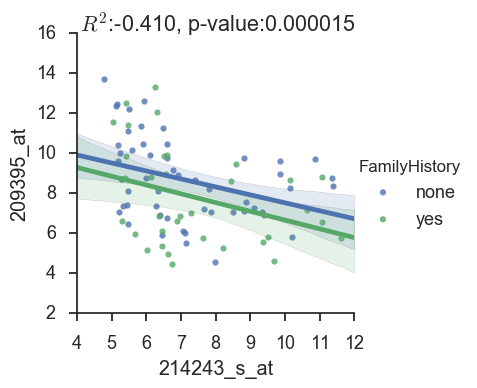 R²:-0.410, p-value:0.000015
16
14
12
10
8
6
4
2
209395_at
4 5 6 7 8 9 10 11 12
214243_s_at
FamilyHistory
none
yes